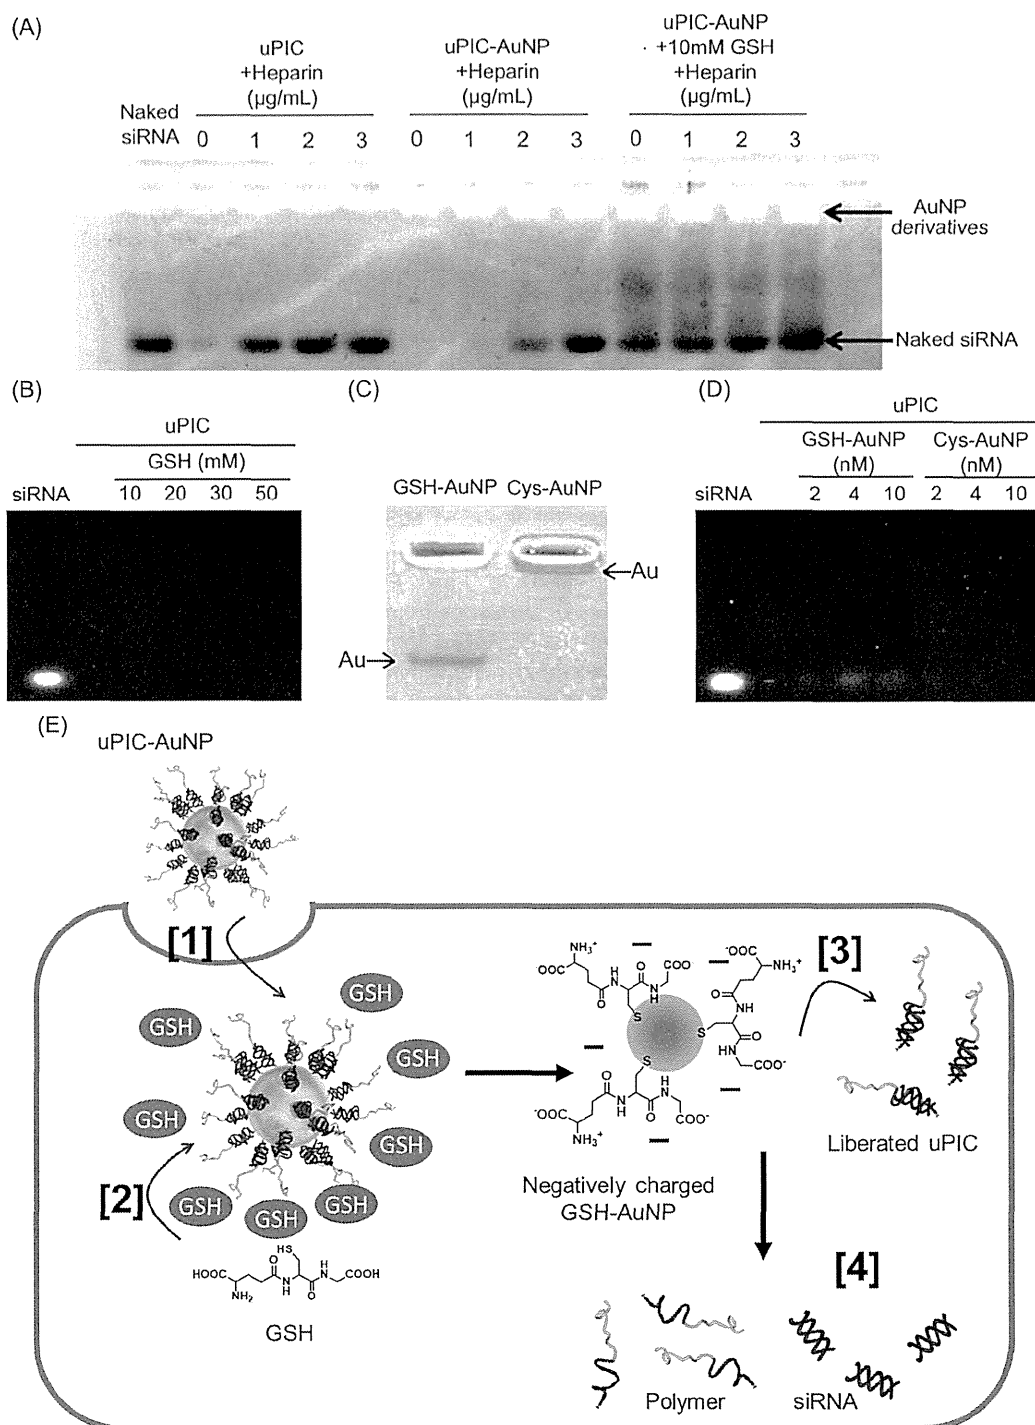 (A)
uPIC
+Heparin
(µg/mL)
uPIC-AuNP
+Heparin
(µg/mL)
uPIC-AuNP
+10mM GSH
+Heparin
(µg/mL)
Naked
siRNA
0 1 2 3
0 1 2 3
0 1 2 3
AuNP
derivatives
Naked siRNA
(B)
uPIC
GSH (mM)
siRNA
10 20 30 50
(C)
GSH-AuNP Cys-AuNP
Au
Au
(D)
uPIC
GSH-AuNP
(nM)
Cys-AuNP
(nM)
siRNA
2 4 10
2 4 10
(E)
uPIC-AuNP
[1]
GSH
GSH
GSH
GSH
GSH
GSH
GSH
GSH
[2]
HS
HOOC
NH₂
O
N
H
O
H
N
COOH
GSH
NH₃⁺
⁻OOC
O
H
N
O
N
H
COO⁻
S
⁻OOC
NH₃⁺
O
NH
S
O
HN
COO⁻
S
O
O
H
N
⁻OOC
NH₃⁺
N
H
O
COO⁻
Negatively charged
GSH-AuNP
[3]
Liberated uPIC
[4]
Polymer
siRNA